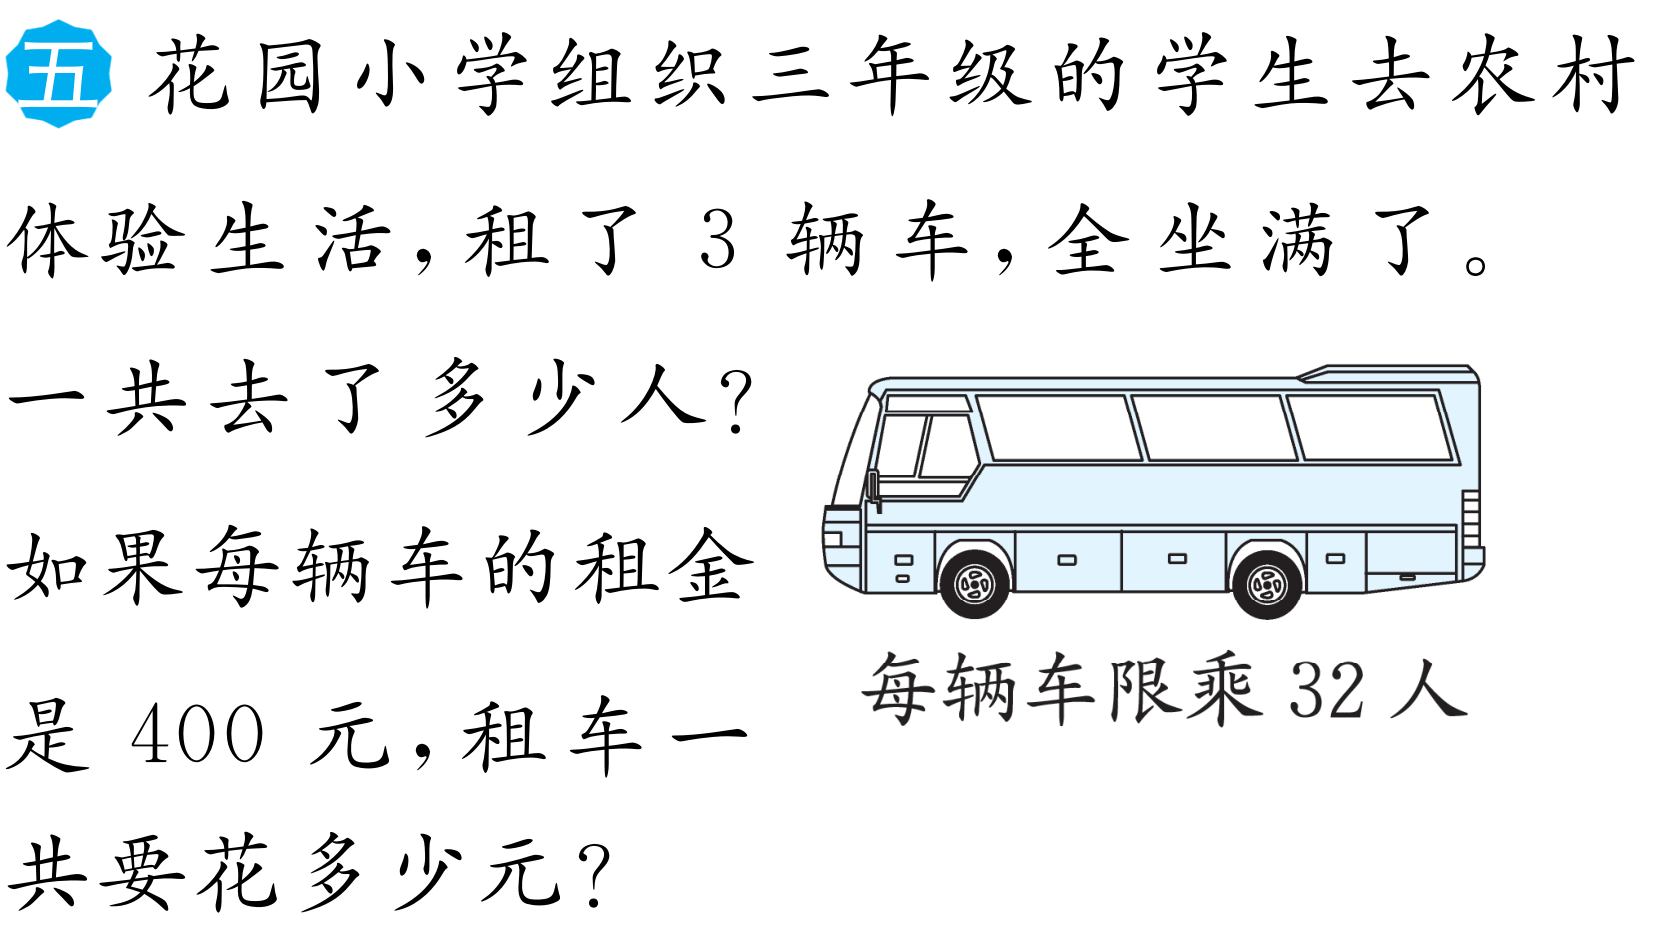 五 花园小学组织三年级的学生去农村
体验生活,租了 3 辆车,全坐满了。
一共去了多少人?
如果每辆车的租金
是 400 元,租车一
共要花多少元?
每辆车限乘 32 人